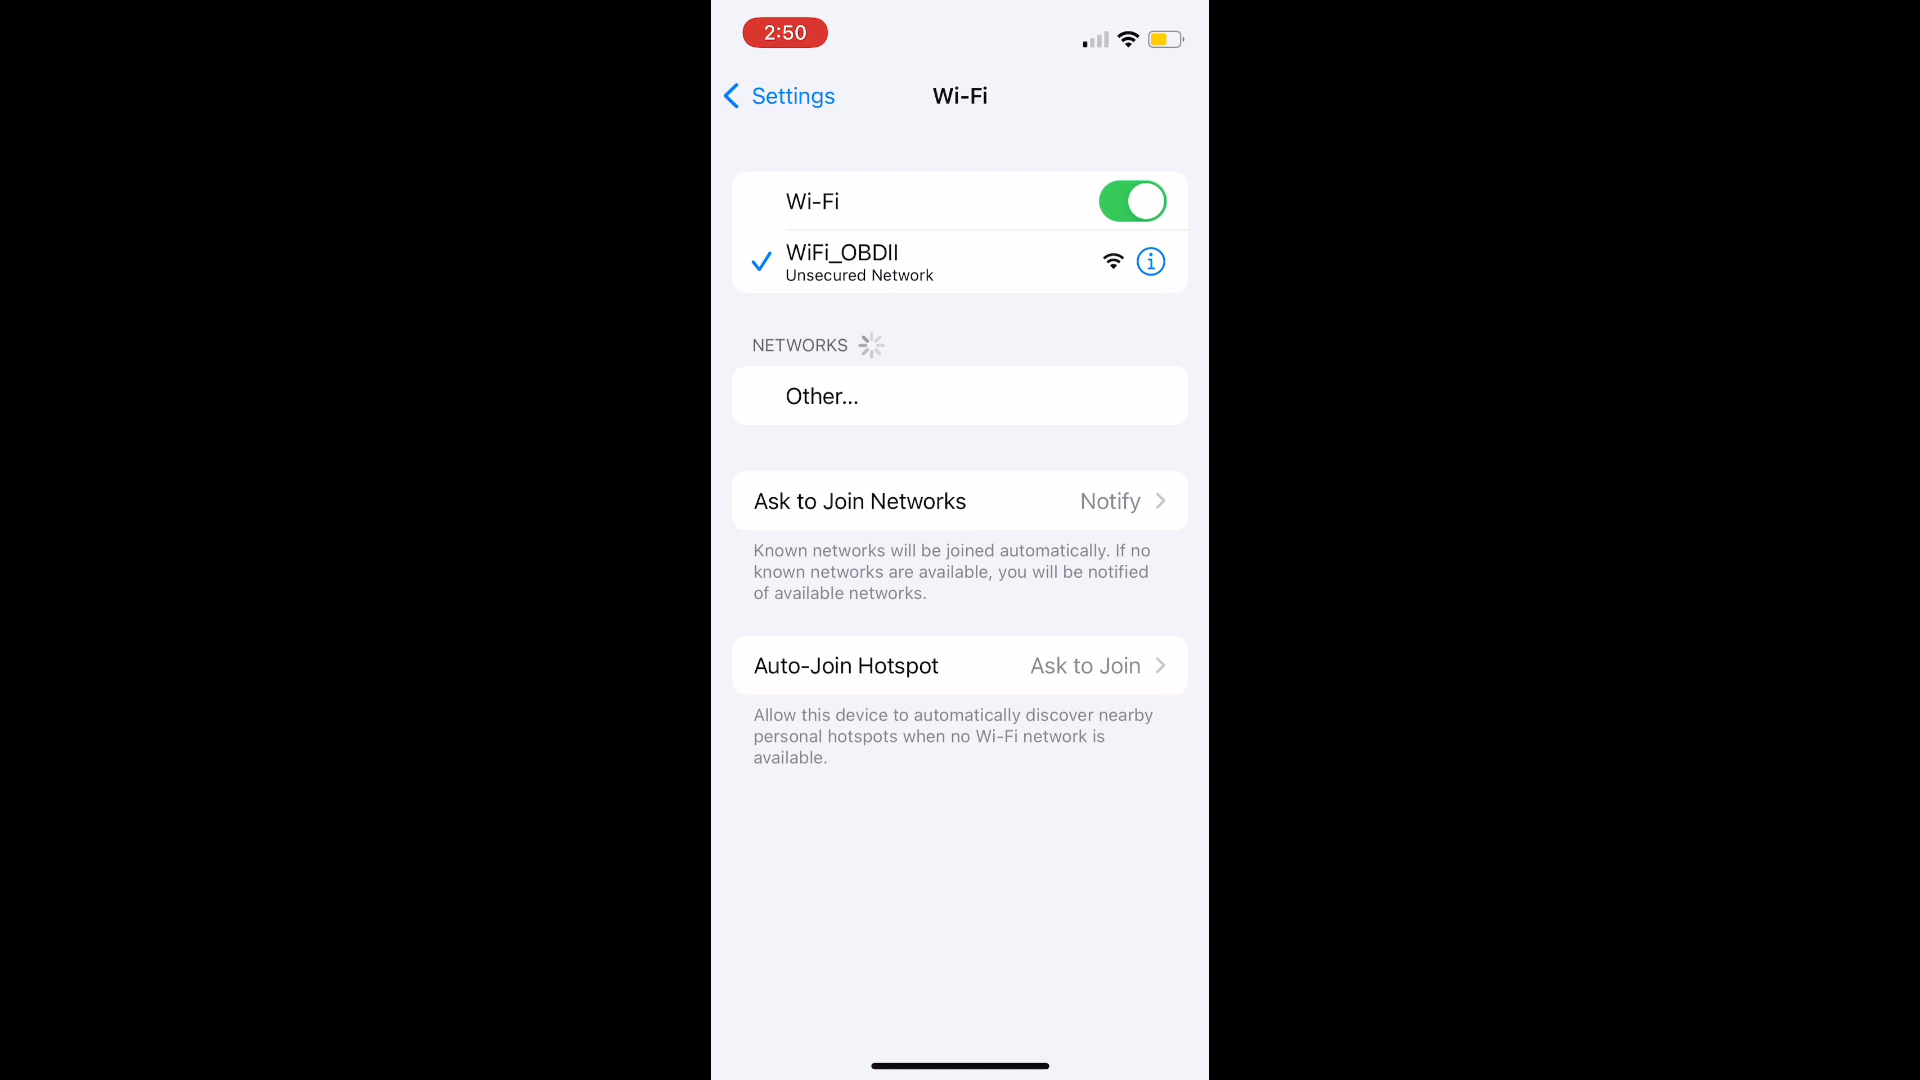 2:50
Settings
Wi-Fi
Wi-Fi
WiFi_OBDII
Unsecured Network
NETWORKS
Other...
Ask to Join Networks Notify
Known networks will be joined automatically. If no
known networks are available, you will be notified
of available networks.
Auto-Join Hotspot Ask to Join
Allow this device to automatically discover nearby
personal hotspots when no Wi-Fi network is
available.